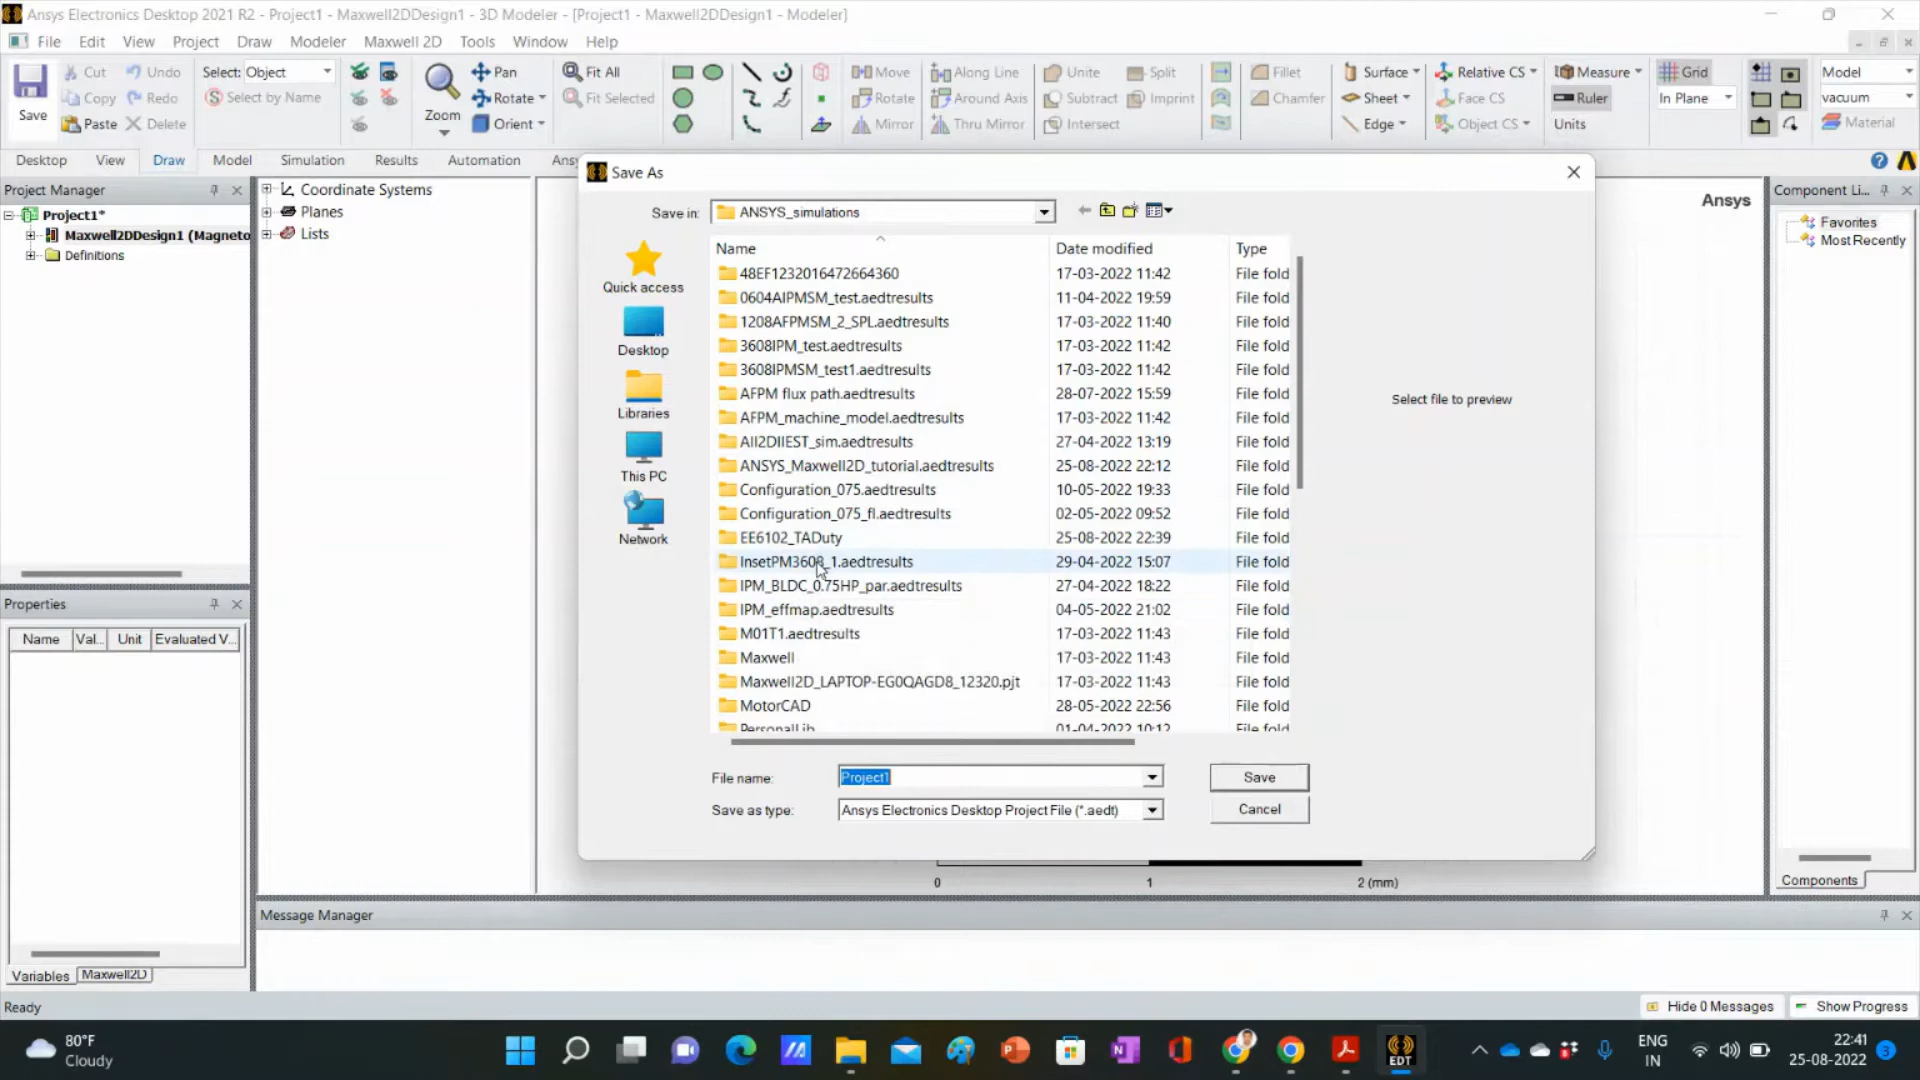 Ansys Electronics Desktop 2021 R2 - Project1 - Maxwell2DDesign1 - 3D Modeler - [Project1 - Maxwell2DDesign1 - Modeler]
File Edit View Project Draw Modeler Maxwell 2D Tools Window Help
Save Cut Undo Select: Object Pan Fit All Move Along Line Unite Split Fillet Surface Relative CS Measure Grid Model
Copy Redo Select by Name Rotate Fit Selected Rotate Around Axis Subtract Imprint Chamfer Sheet Face CS Ruler In Plane vacuum
Paste Delete Zoom Orient Mirror Thru Mirror Intersect Edge Object CS Units Material
Desktop View Draw Model Simulation Results Automation Ans
Project Manager
Project1*
Maxwell2DDesign1 (Magneto
Definitions
Coordinate Systems
Planes
Lists
Save As
Save in: ANSYS_simulations
Quick access
Desktop
Libraries
This PC
Network
Name Date modified Type
48EF1232016472664360 17-03-2022 11:42 File fold
0604AIPMSM_test.aedtresults 11-04-2022 19:59 File fold
1208AFPMSM_2_SPL.aedtresults 17-03-2022 11:40 File fold
3608IPM_test.aedtresults 17-03-2022 11:42 File fold
3608IPMSM_test1.aedtresults 17-03-2022 11:42 File fold
AFPM flux path.aedtresults 28-07-2022 15:59 File fold
AFPM_machine_model.aedtresults 17-03-2022 11:42 File fold
All2DIIEST_sim.aedtresults 27-04-2022 13:19 File fold
ANSYS_Maxwell2D_tutorial.aedtresults 25-08-2022 22:12 File fold
Configuration_075.aedtresults 10-05-2022 19:33 File fold
Configuration_075_fl.aedtresults 02-05-2022 09:52 File fold
EE6102_TADuty 25-08-2022 22:39 File fold
InsetPM3608_1.aedtresults 29-04-2022 15:07 File fold
IPM_BLDC_0.75HP_par.aedtresults 27-04-2022 18:22 File fold
IPM_effmap.aedtresults 04-05-2022 21:02 File fold
M01T1.aedtresults 17-03-2022 11:43 File fold
Maxwell 17-03-2022 11:43 File fold
Maxwell2D_LAPTOP-EG0QAGD8_12320.pjt 17-03-2022 11:43 File fold
MotorCAD 28-05-2022 22:56 File fold
PersonalLib 01-04-2022 10:12 File fold
Select file to preview
File name: Project1 Save
Save as type: Ansys Electronics Desktop Project File (*.aedt) Cancel
Ansys
Component Li...
Favorites
Most Recently
Components
0 1 2 (mm)
Properties
Name Val... Unit Evaluated V...
Variables Maxwell2D
Message Manager
Ready Hide 0 Messages Show Progress
80°F
Cloudy
EDT
ENG
IN
22:41
25-08-2022
3